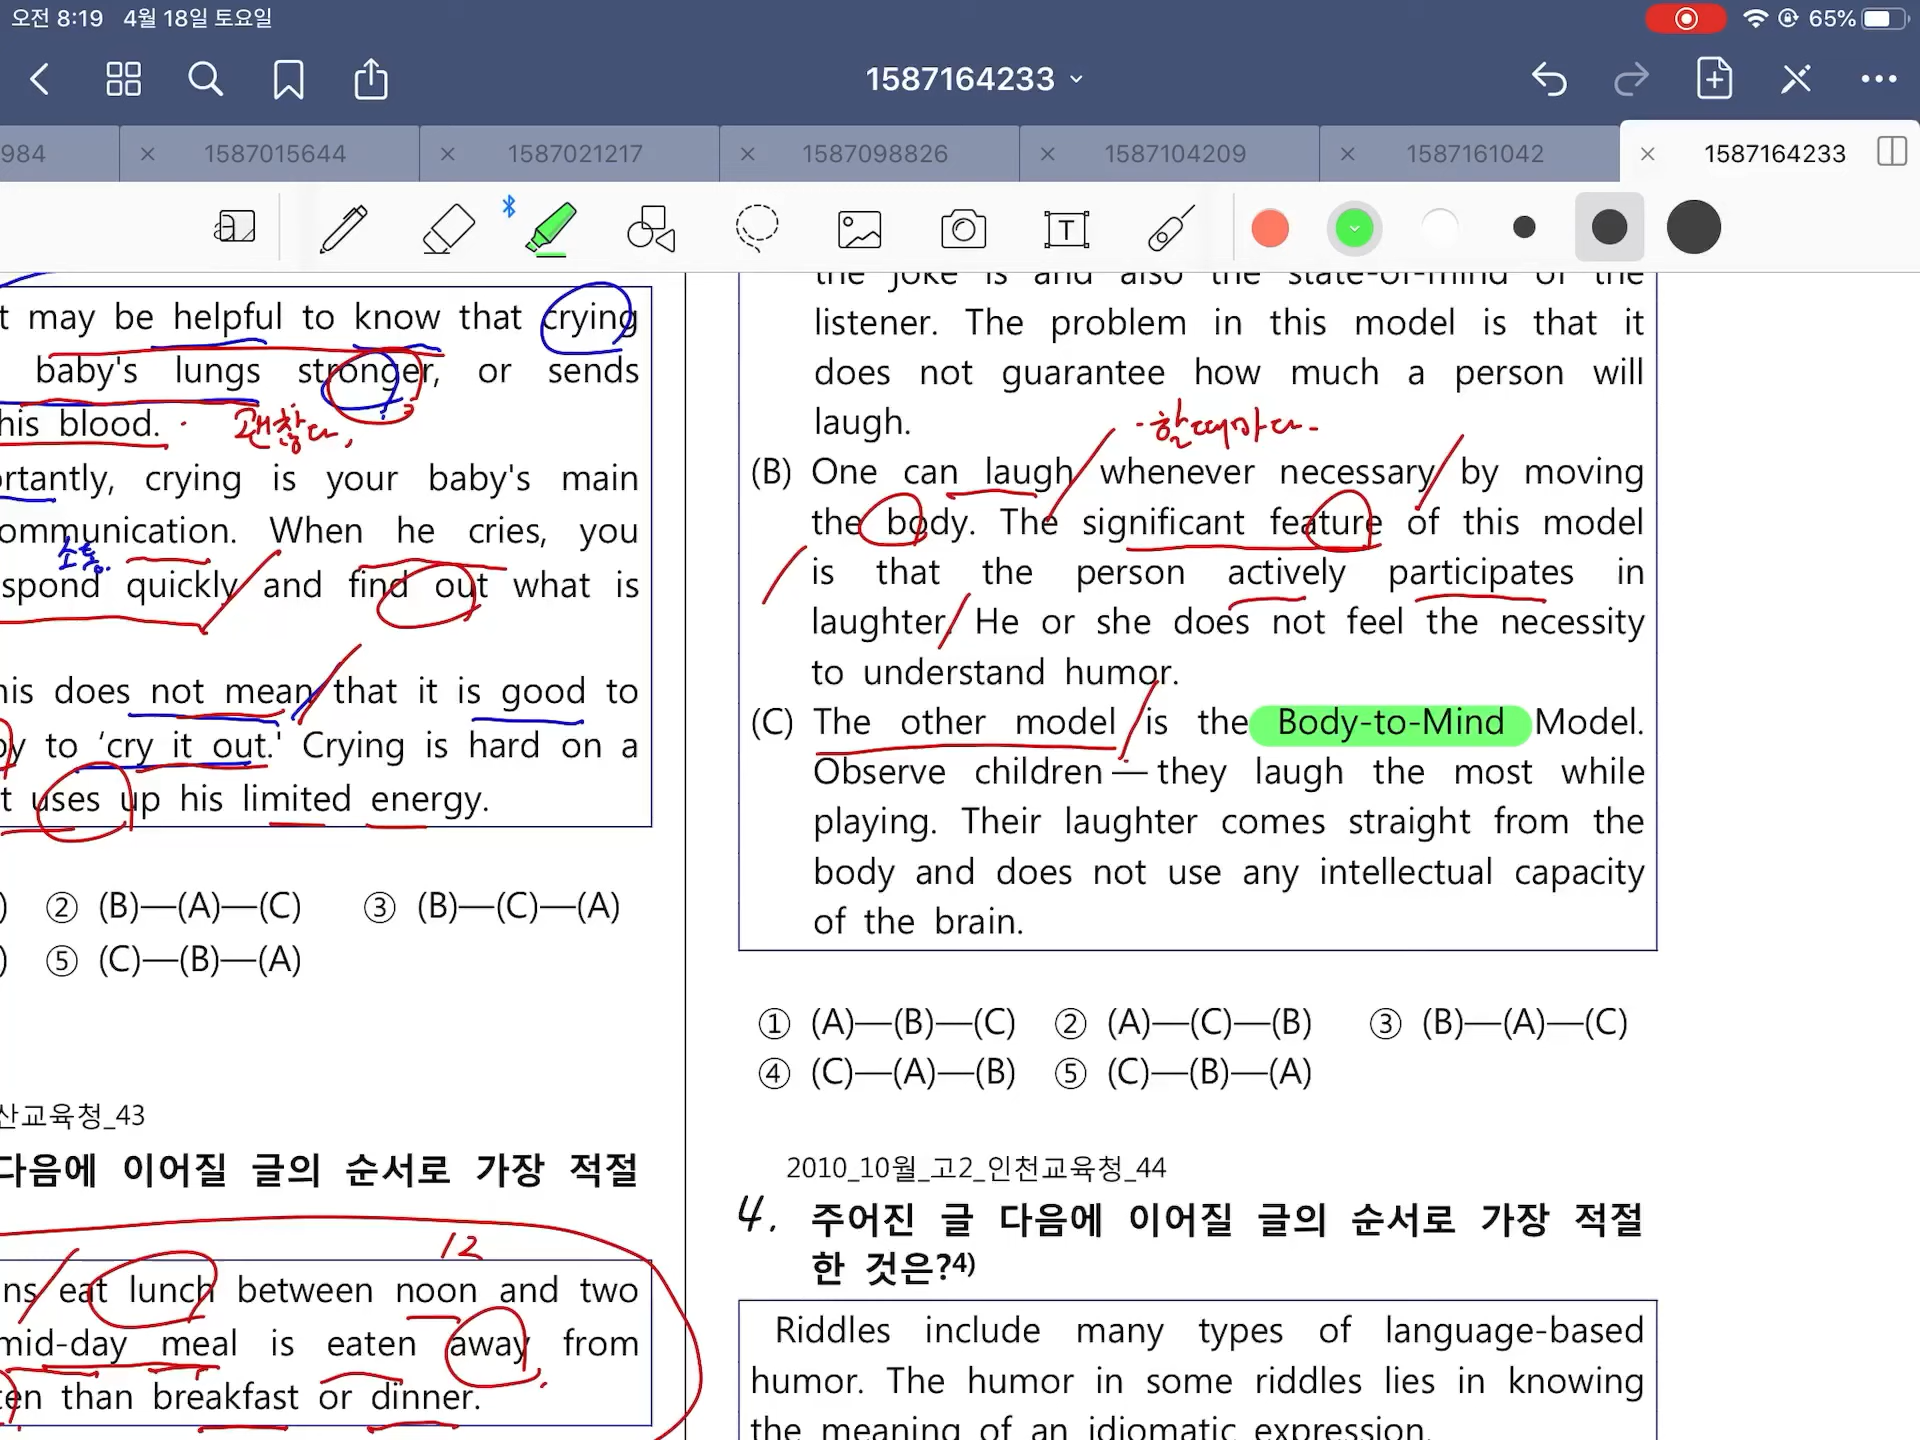 오전 8:19 4월 18일 토요일
65%
1587164233
984
1587015644
1587021217
1587098826
1587104209
1587161042
1587164233
t may be helpful to know that crying
baby's lungs stronger, or sends
his blood.
괜찮다,
ortantly, crying is your baby's main
ommunication. When he cries, you
소통.
spond quickly and find out what is
his does not mean that it is good to
by to ‘cry it out.' Crying is hard on a
t uses up his limited energy.
) ② (B)—(A)—(C) ③ (B)—(C)—(A)
) ⑤ (C)—(B)—(A)
산교육청_43
다음에 이어질 글의 순서로 가장 적절
12
ns eat lunch between noon and two
mid-day meal is eaten away from
ten than breakfast or dinner.
the joke is and also the state-of-mind of the
listener. The problem in this model is that it
does not guarantee how much a person will
laugh.
-할때마다-
(B) One can laugh whenever necessary by moving
the body. The significant feature of this model
is that the person actively participates in
laughter. He or she does not feel the necessity
to understand humor.
(C) The other model is the Body-to-Mind Model.
Observe children — they laugh the most while
playing. Their laughter comes straight from the
body and does not use any intellectual capacity
of the brain.
① (A)—(B)—(C) ② (A)—(C)—(B) ③ (B)—(A)—(C)
④ (C)—(A)—(B) ⑤ (C)—(B)—(A)
2010_10월_고2_인천교육청_44
4. 주어진 글 다음에 이어질 글의 순서로 가장 적절
한 것은?4)
Riddles include many types of language-based
humor. The humor in some riddles lies in knowing
the meaning of an idiomatic expression.